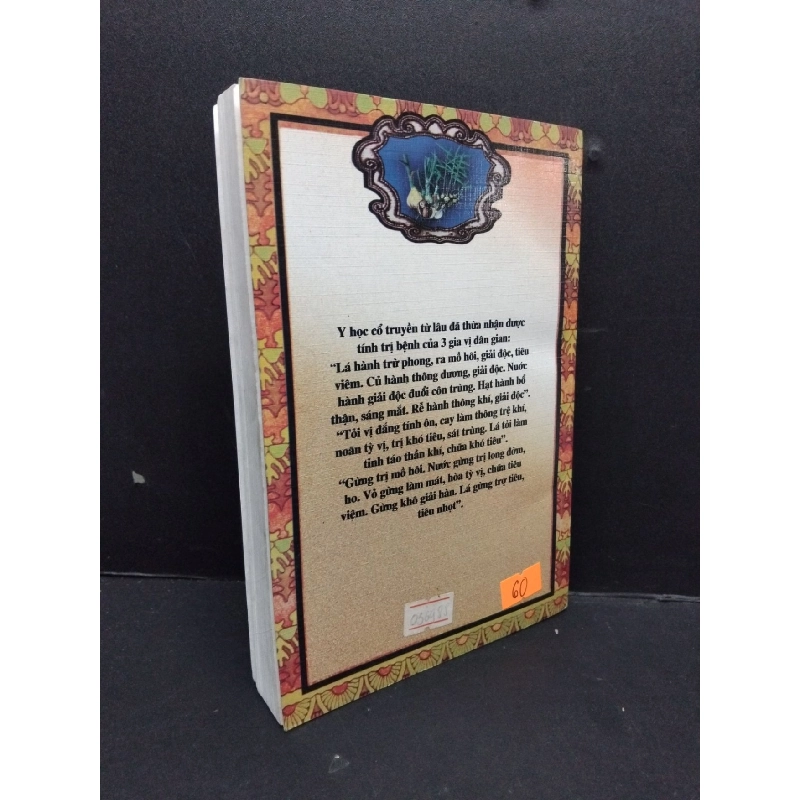 Y học cổ truyền từ lâu đã thừa nhận dược
tính trị bệnh của 3 gia vị dân gian:
“Lá hành trừ phong, ra mồ hôi, giải độc, tiêu
viêm. Củ hành thông dương, giải độc. Nước
hành giải độc đuổi côn trùng. Hạt hành bổ
thận, sáng mắt. Rễ hành thông khí, giải độc”.
“Tỏi vị đắng tính ôn, cay làm thông trệ khí,
noãn tỳ vị, trị khó tiêu, sát trùng. Lá tỏi làm
tỉnh táo thần khí, chữa khó tiêu”.
“Gừng trị mồ hôi. Nước gừng trị long đờm,
ho. Vỏ gừng làm mát, hòa tỳ vị, chữa tiêu
viêm. Gừng khô giải hàn. Lá gừng trợ tiêu,
tiêu nhọt”.
60